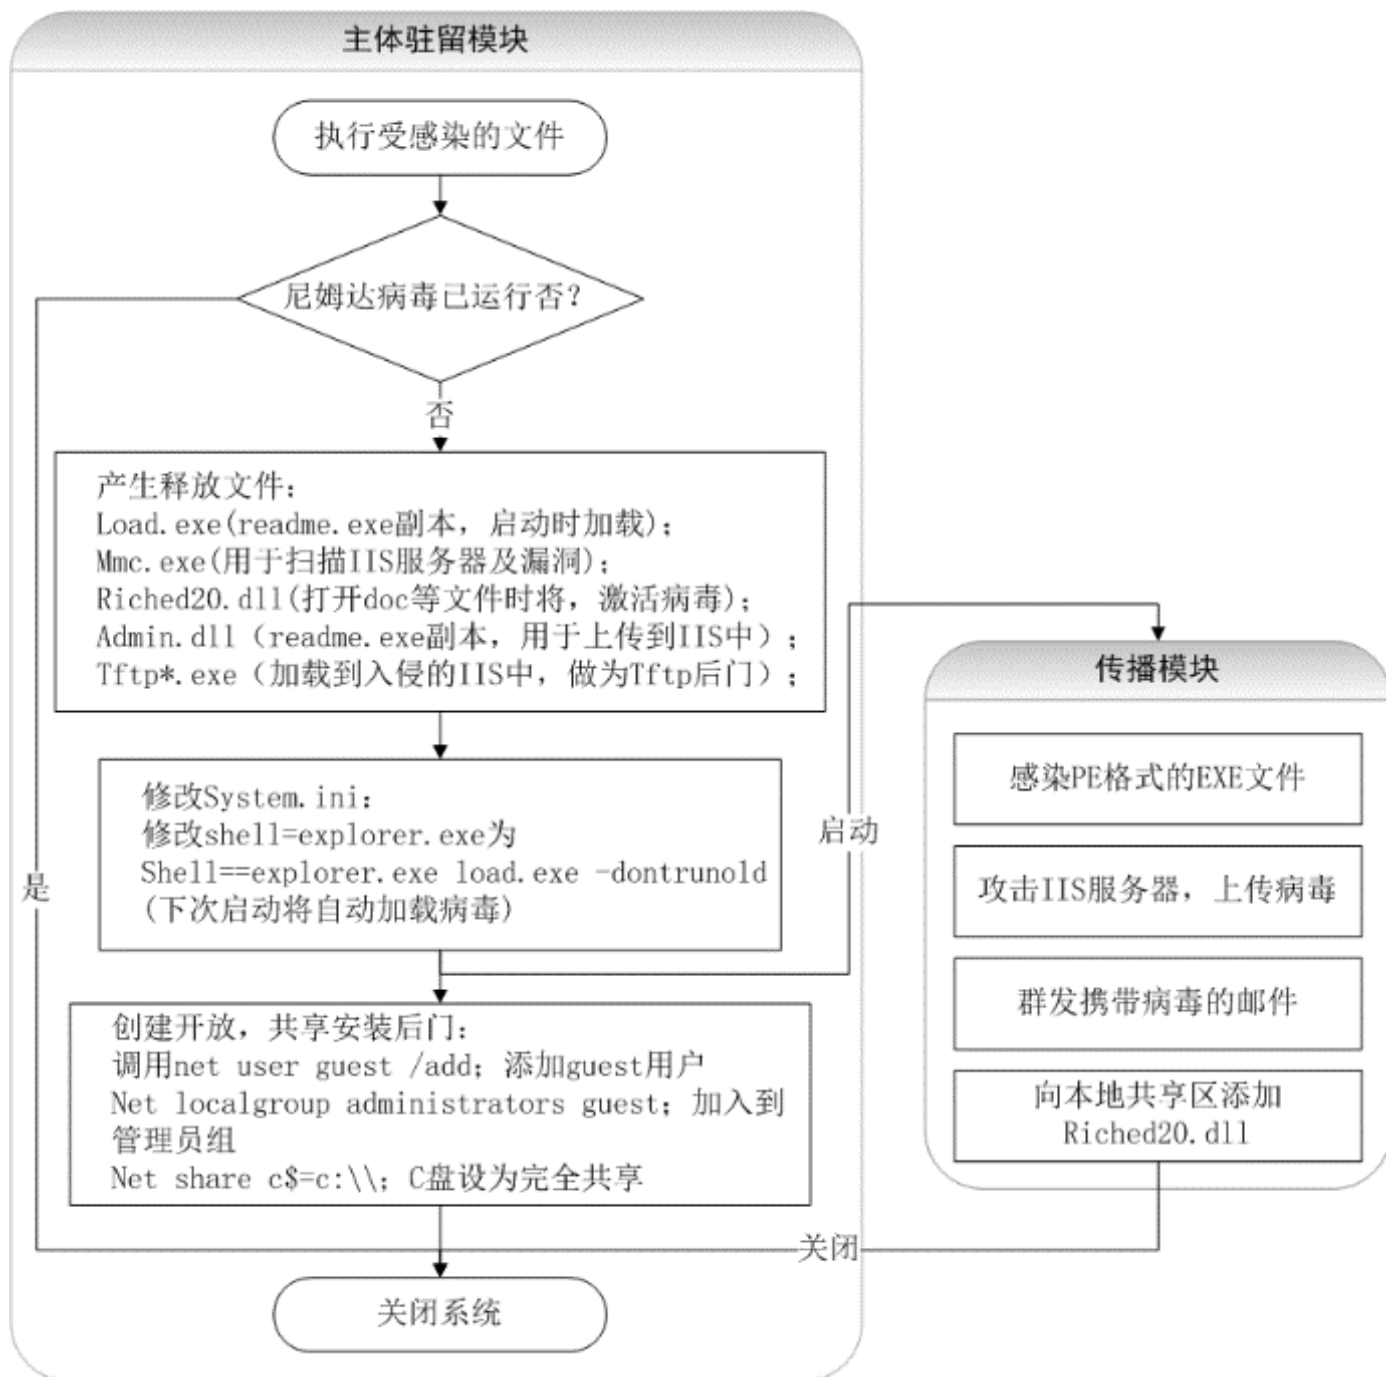 主体驻留模块
执行受感染的文件
尼姆达病毒已运行否?
否
产生释放文件:
Load.exe(readme.exe副本, 启动时加载);
Mmc.exe(用于扫描IIS服务器及漏洞);
Riched20.dll(打开doc等文件时将, 激活病毒);
Admin.dll（readme.exe副本, 用于上传到IIS中）;
Tftp*.exe（加载到入侵的IIS中, 做为Tftp后门）;
修改System.ini:
修改shell=explorer.exe为
Shell==explorer.exe load.exe -dontrunold
(下次启动将自动加载病毒)
是
启动
创建开放, 共享安装后门:
调用net user guest /add; 添加guest用户
Net localgroup administrators guest; 加入到
管理员组
Net share c$=c:\\; C盘设为完全共享
关闭
关闭系统
传播模块
感染PE格式的EXE文件
攻击IIS服务器, 上传病毒
群发携带病毒的邮件
向本地共享区添加
Riched20.dll